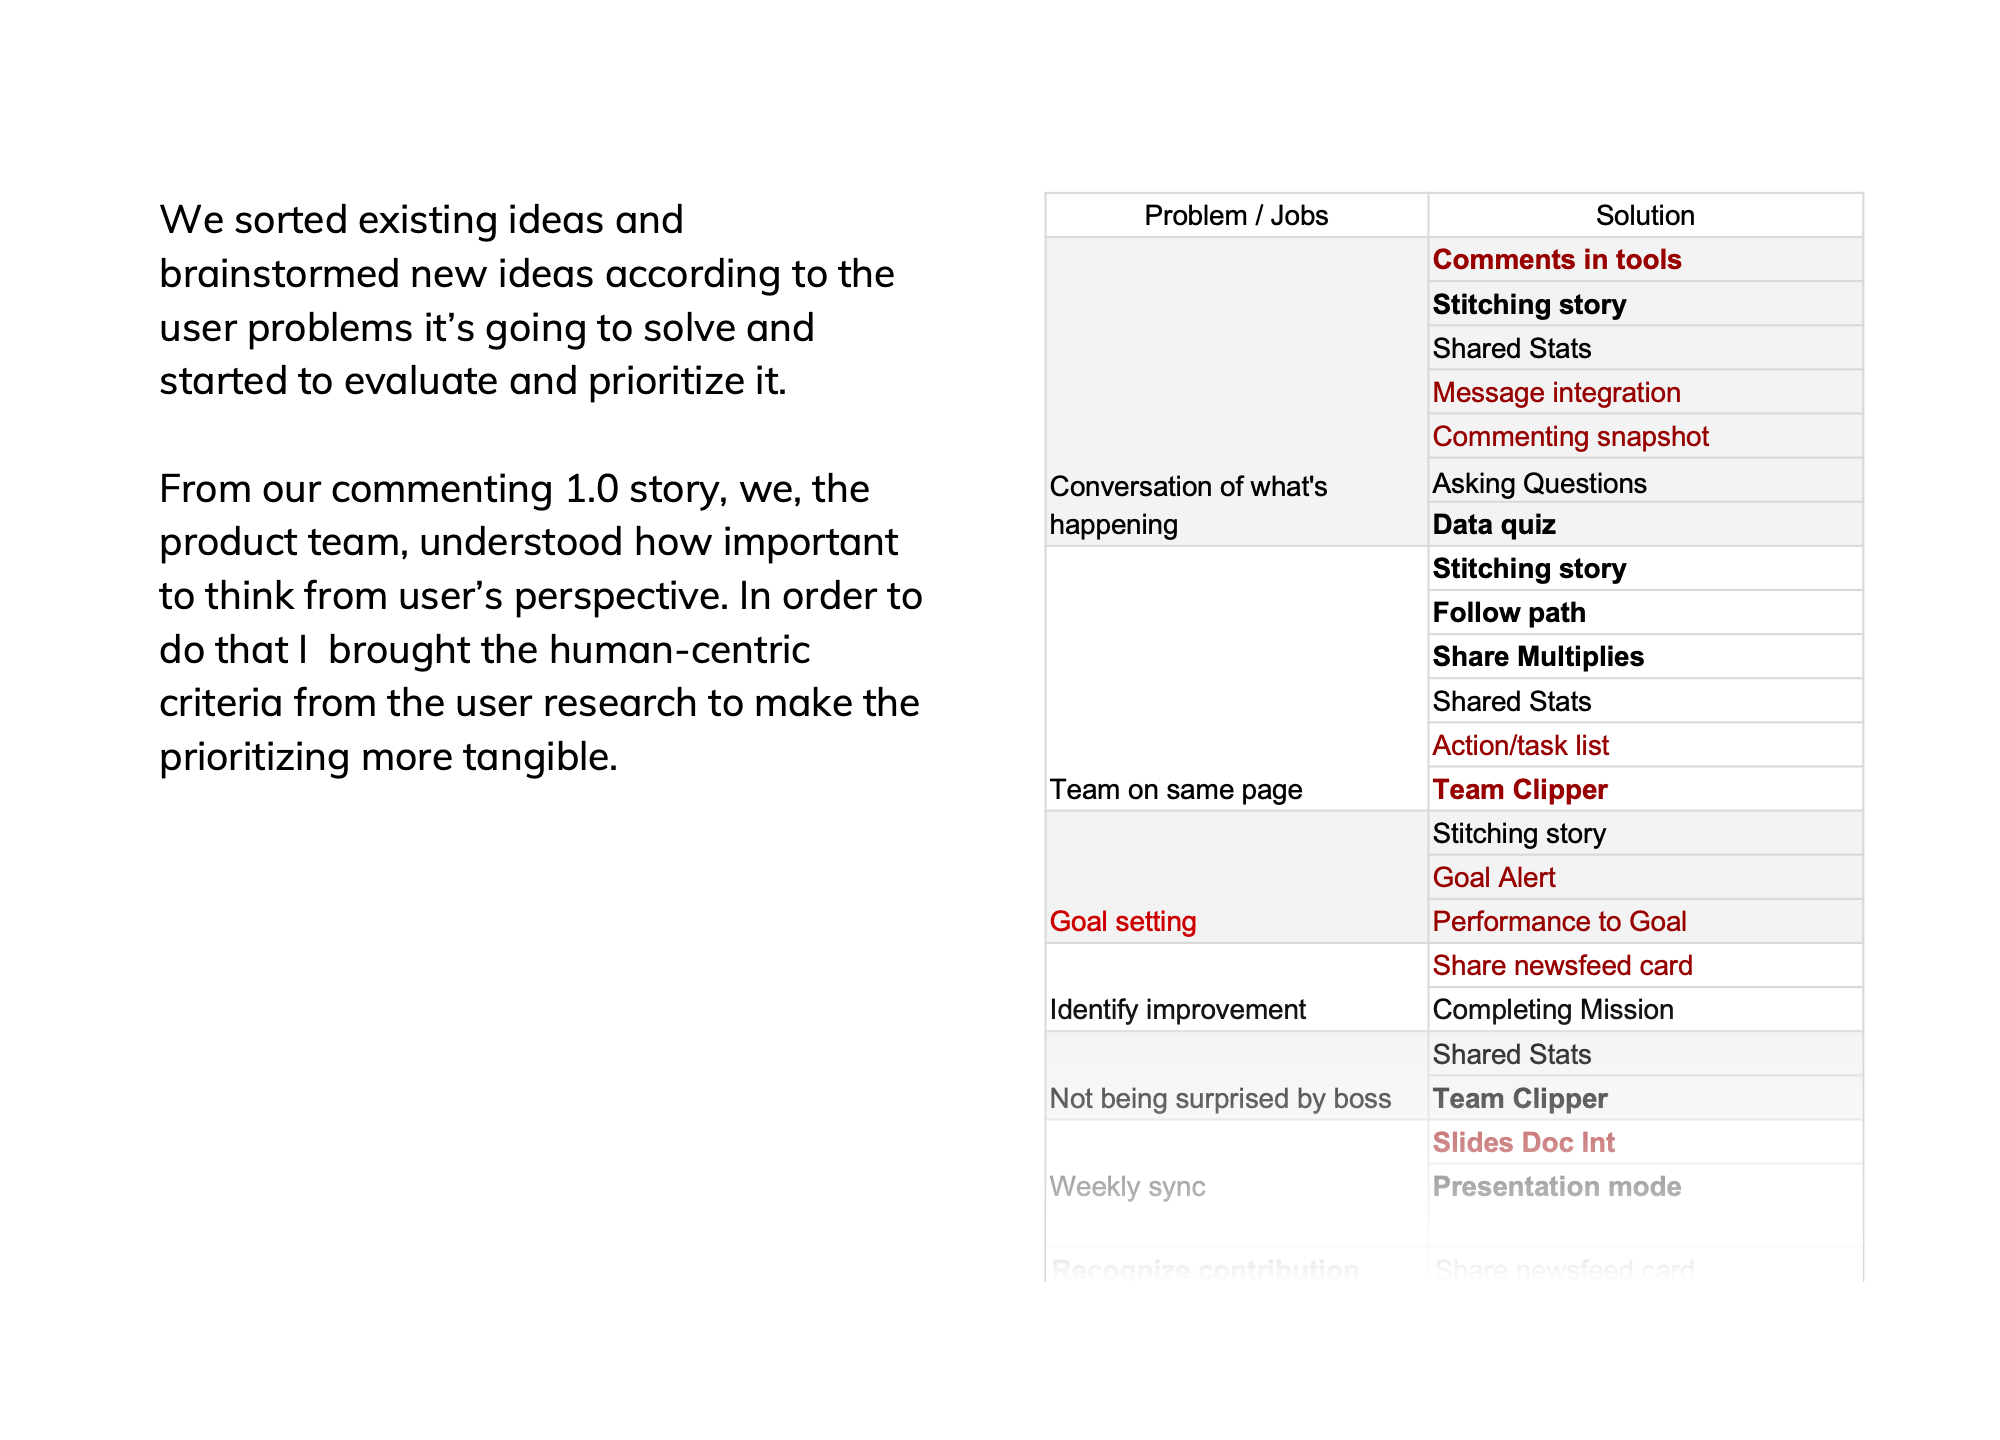 We sorted existing ideas and
brainstormed new ideas according to the
user problems it’s going to solve and
started to evaluate and prioritize it.
From our commenting 1.0 story, we, the
product team, understood how important
to think from user’s perspective. In order to
do that I  brought the human-centric
criteria from the user research to make the
prioritizing more tangible.
Problem / Jobs Solution
Comments in tools
Stitching story
Shared Stats
Message integration
Commenting snapshot
Conversation of what's
happening
Asking Questions
Data quiz
Stitching story
Follow path
Share Multiplies
Shared Stats
Action/task list
Team on same page Team Clipper
Stitching story
Goal Alert
Goal setting Performance to Goal
Share newsfeed card
Identify improvement Completing Mission
Shared Stats
Not being surprised by boss Team Clipper
Slides Doc Int
Weekly sync Presentation mode
Recognize contribution Share newsfeed card